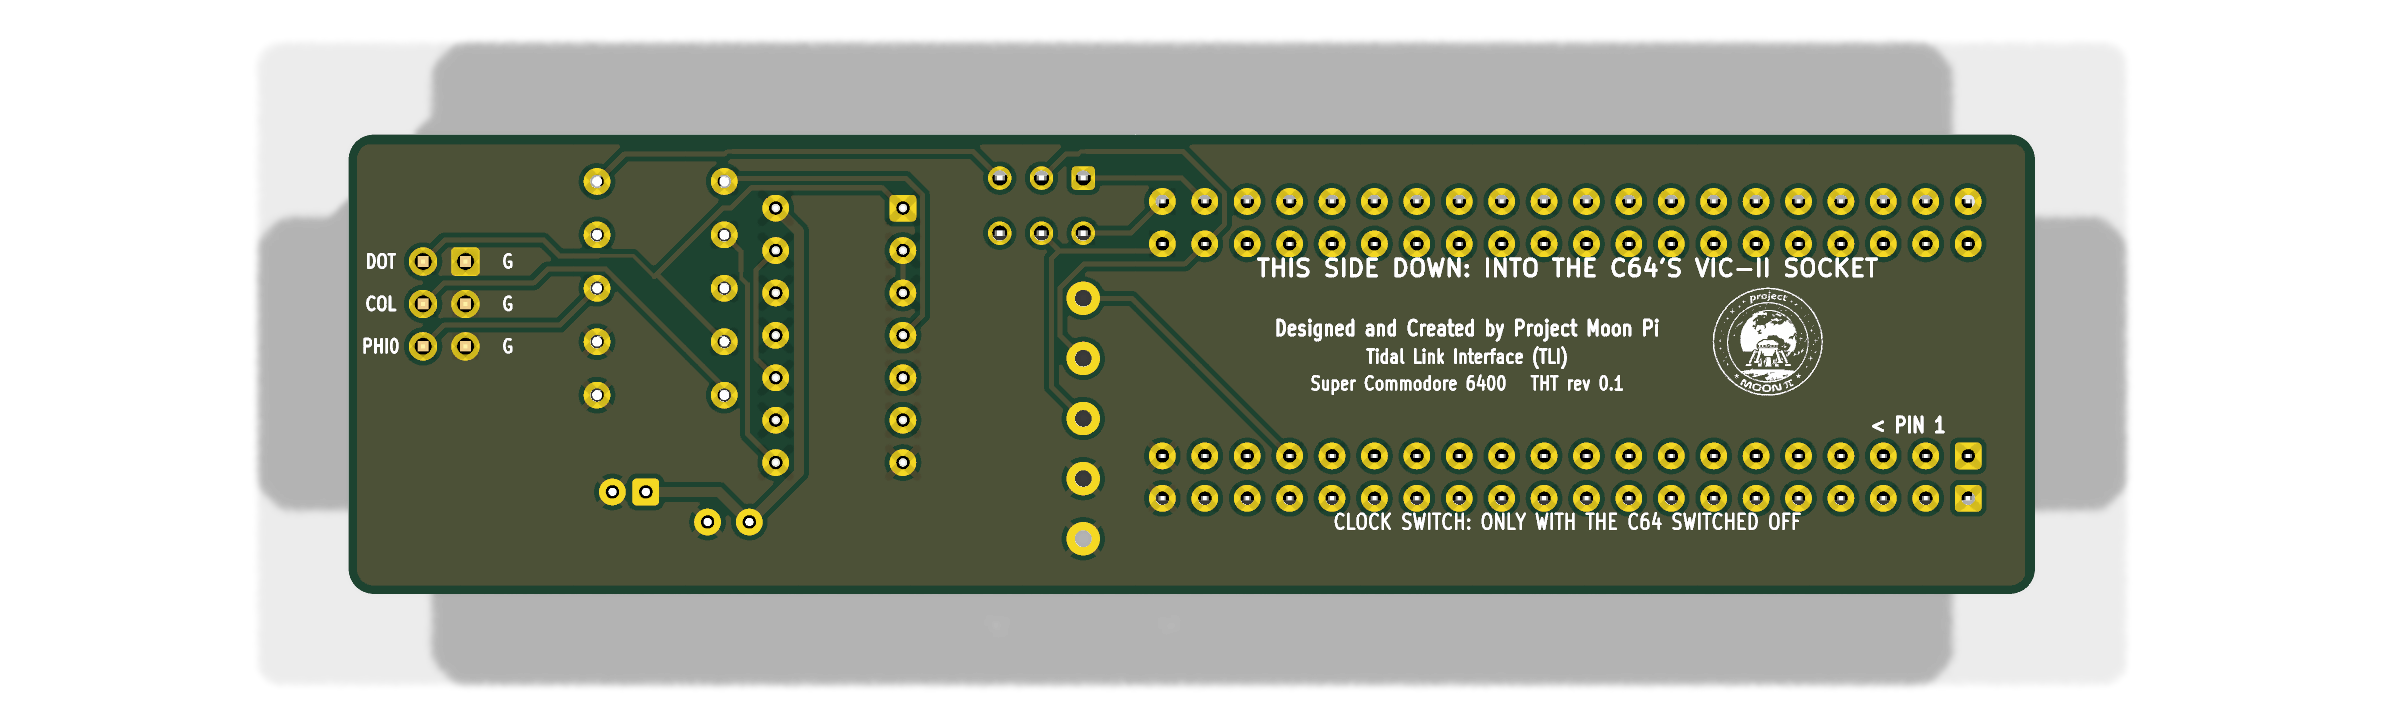 DOT G
COL G
PHI0 G
THIS SIDE DOWN: INTO THE C64'S VIC-II SOCKET
project
MOON π
Designed and Created by Project Moon Pi
Tidal Link Interface (TLI)
Super Commodore 6400 THT rev 0.1
< PIN 1
CLOCK SWITCH: ONLY WITH THE C64 SWITCHED OFF